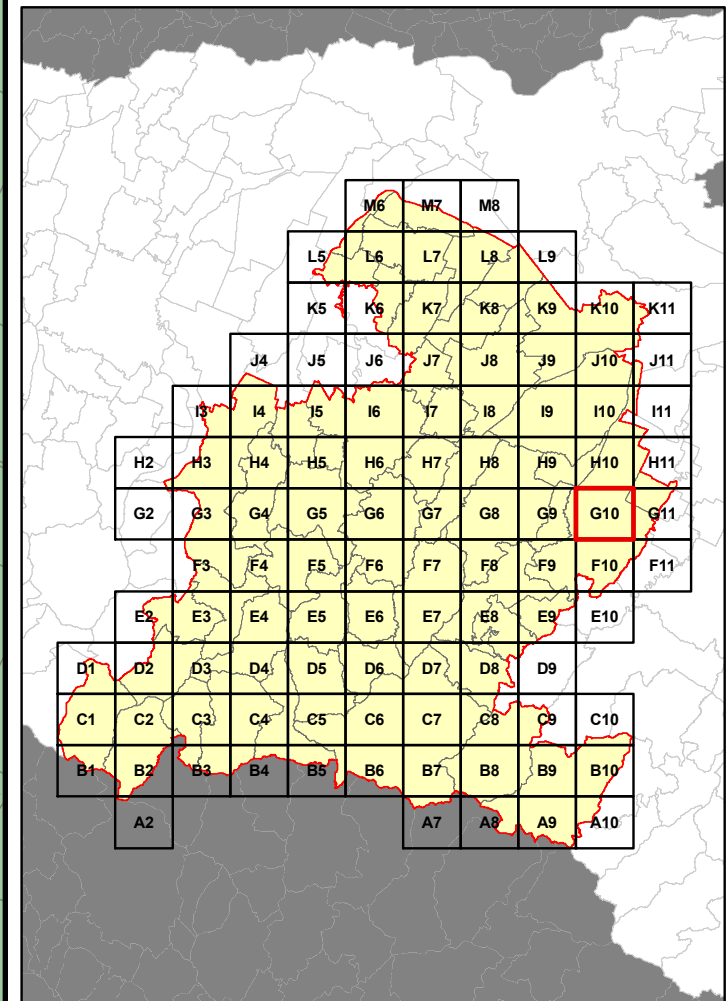 M6 M7 M8
L5 L6 L7 L8 L9
K5 K6 K7 K8 K9 K10 K11
J4 J5 J6 J7 J8 J9 J10 J11
I3 I4 I5 I6 I7 I8 I9 I10 I11
H2 H3 H4 H5 H6 H7 H8 H9 H10 H11
G2 G3 G4 G5 G6 G7 G8 G9 G10 G11
F3 F4 F5 F6 F7 F8 F9 F10 F11
E2 E3 E4 E5 E6 E7 E8 E9 E10
D1 D2 D3 D4 D5 D6 D7 D8 D9
C1 C2 C3 C4 C5 C6 C7 C8 C9 C10
B1 B2 B3 B4 B5 B6 B7 B8 B9 B10
A2 A7 A8 A9 A10